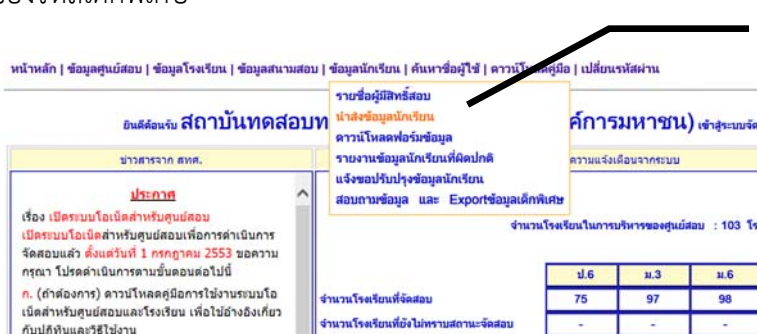 หน้าหลัก | ข้อมูลศูนย์สอบ | ข้อมูลโรงเรียน | ข้อมูลสนามสอบ | ข้อมูลนักเรียน | ค้นหาชื่อผู้ใช้ | ดาวน์โหลดคู่มือ | เปลี่ยนรหัสผ่าน
รายชื่อผู้มีสิทธิ์สอบ
นำส่งข้อมูลนักเรียน
ดาวน์โหลดฟอร์มข้อมูล
รายงานข้อมูลนักเรียนที่ผิดปกติ
แจ้งขอปรับปรุงข้อมูลนักเรียน
สอบถามข้อมูล และ Exportข้อมูลเด็กพิเศษ
ยินดีต้อนรับ สถาบันทดสอบท ค์การมหาชน) เข้าสู่ระบบจัด
ข่าวสารจาก สทศ.
ความแจ้งเตือนจากระบบ
ประกาศ
เรื่อง เปิดระบบโอเน็ตสำหรับศูนย์สอบ
เปิดระบบโอเน็ตสำหรับศูนย์สอบเพื่อการดำเนินการ
จัดสอบแล้ว ตั้งแต่วันที่ 1 กรกฎาคม 2553 ขอความ
กรุณา โปรดดำเนินการตามขั้นตอนต่อไปนี้
ก. (ถ้าต้องการ) ดาวน์โหลดคู่มือการใช้งานระบบโอ
เน็ตสำหรับศูนย์สอบและโรงเรียน เพื่อใช้อ้างอิงเกี่ยว
กับปฏิทินและวิธีใช้งาน
จำนวนโรงเรียนในการบริหารของศูนย์สอบ : 103 โร
ป.6 ม.3 ม.6
จำนวนโรงเรียนที่จัดสอบ 75 97 98
จำนวนโรงเรียนที่ยังไม่ทราบสถานะจัดสอบ - - -